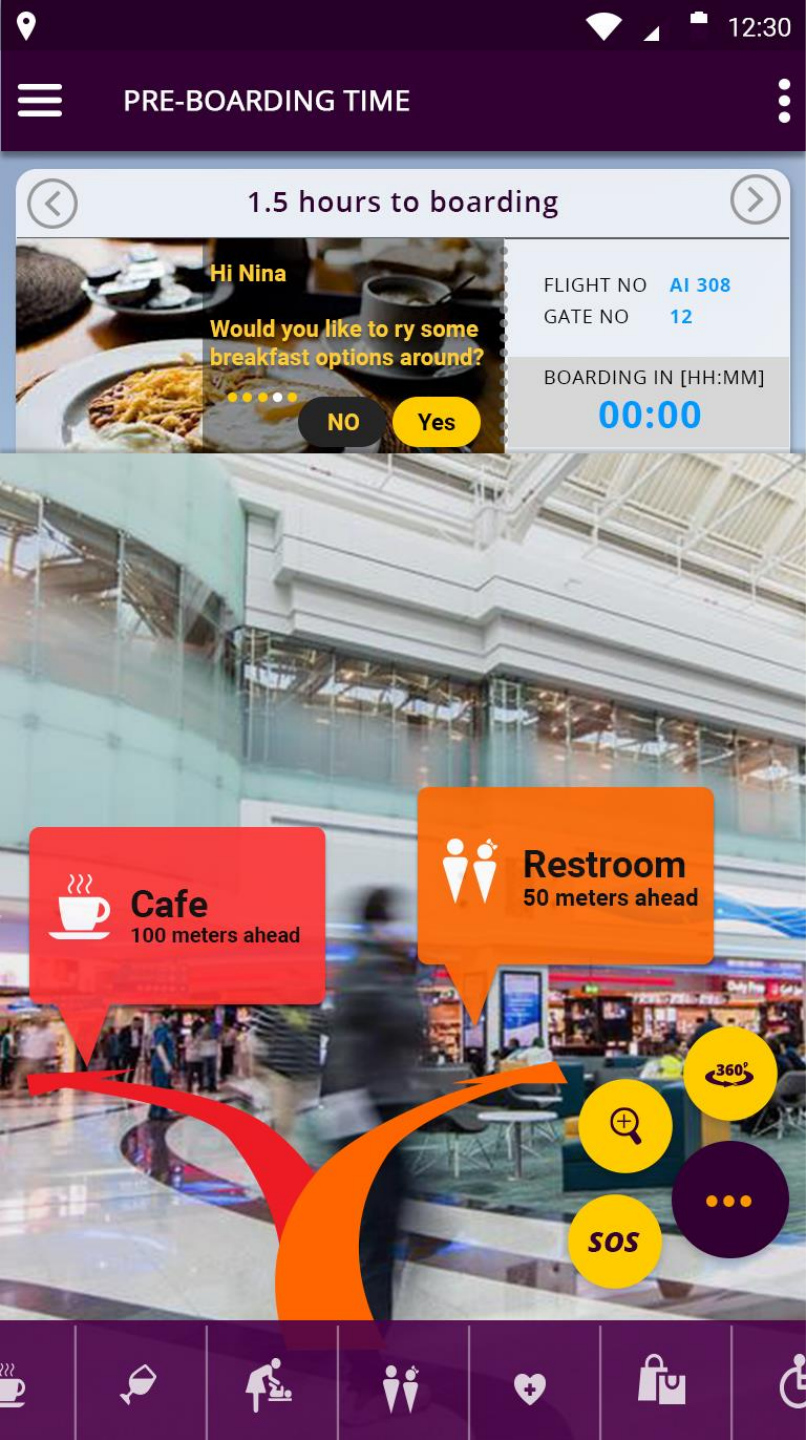 12:30
PRE-BOARDING TIME
1.5 hours to boarding
Hi Nina
Would you like to ry some
breakfast options around?
NO
Yes
FLIGHT NO AI 308
GATE NO 12
BOARDING IN [HH:MM]
00:00
Restroom
50 meters ahead
Cafe
100 meters ahead
Duty Free
360°
SOS